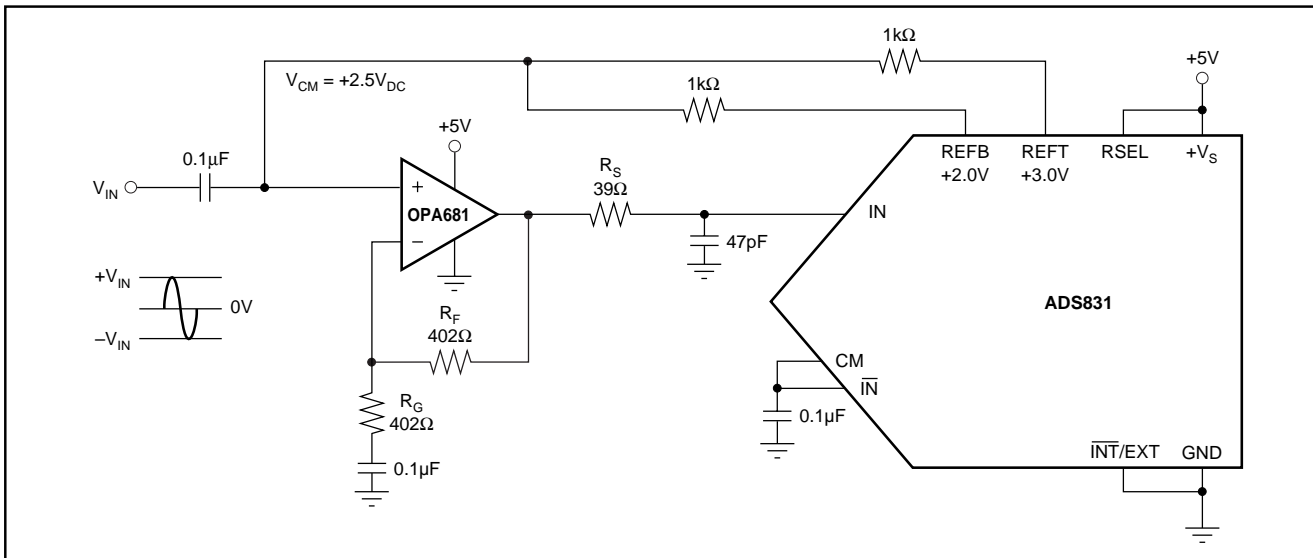 1kΩ
+5V
V_CM = +2.5V_DC
1kΩ
+5V
REFB
+2.0V
REFT
+3.0V
RSEL
+V_S
0.1µF
R_S
39Ω
V_IN
+
OPA681
−
IN
47pF
+V_IN
0V
−V_IN
ADS831
R_F
402Ω
CM
I̅N̅
R_G
402Ω
0.1µF
0.1µF
I̅N̅T̅/EXT
GND